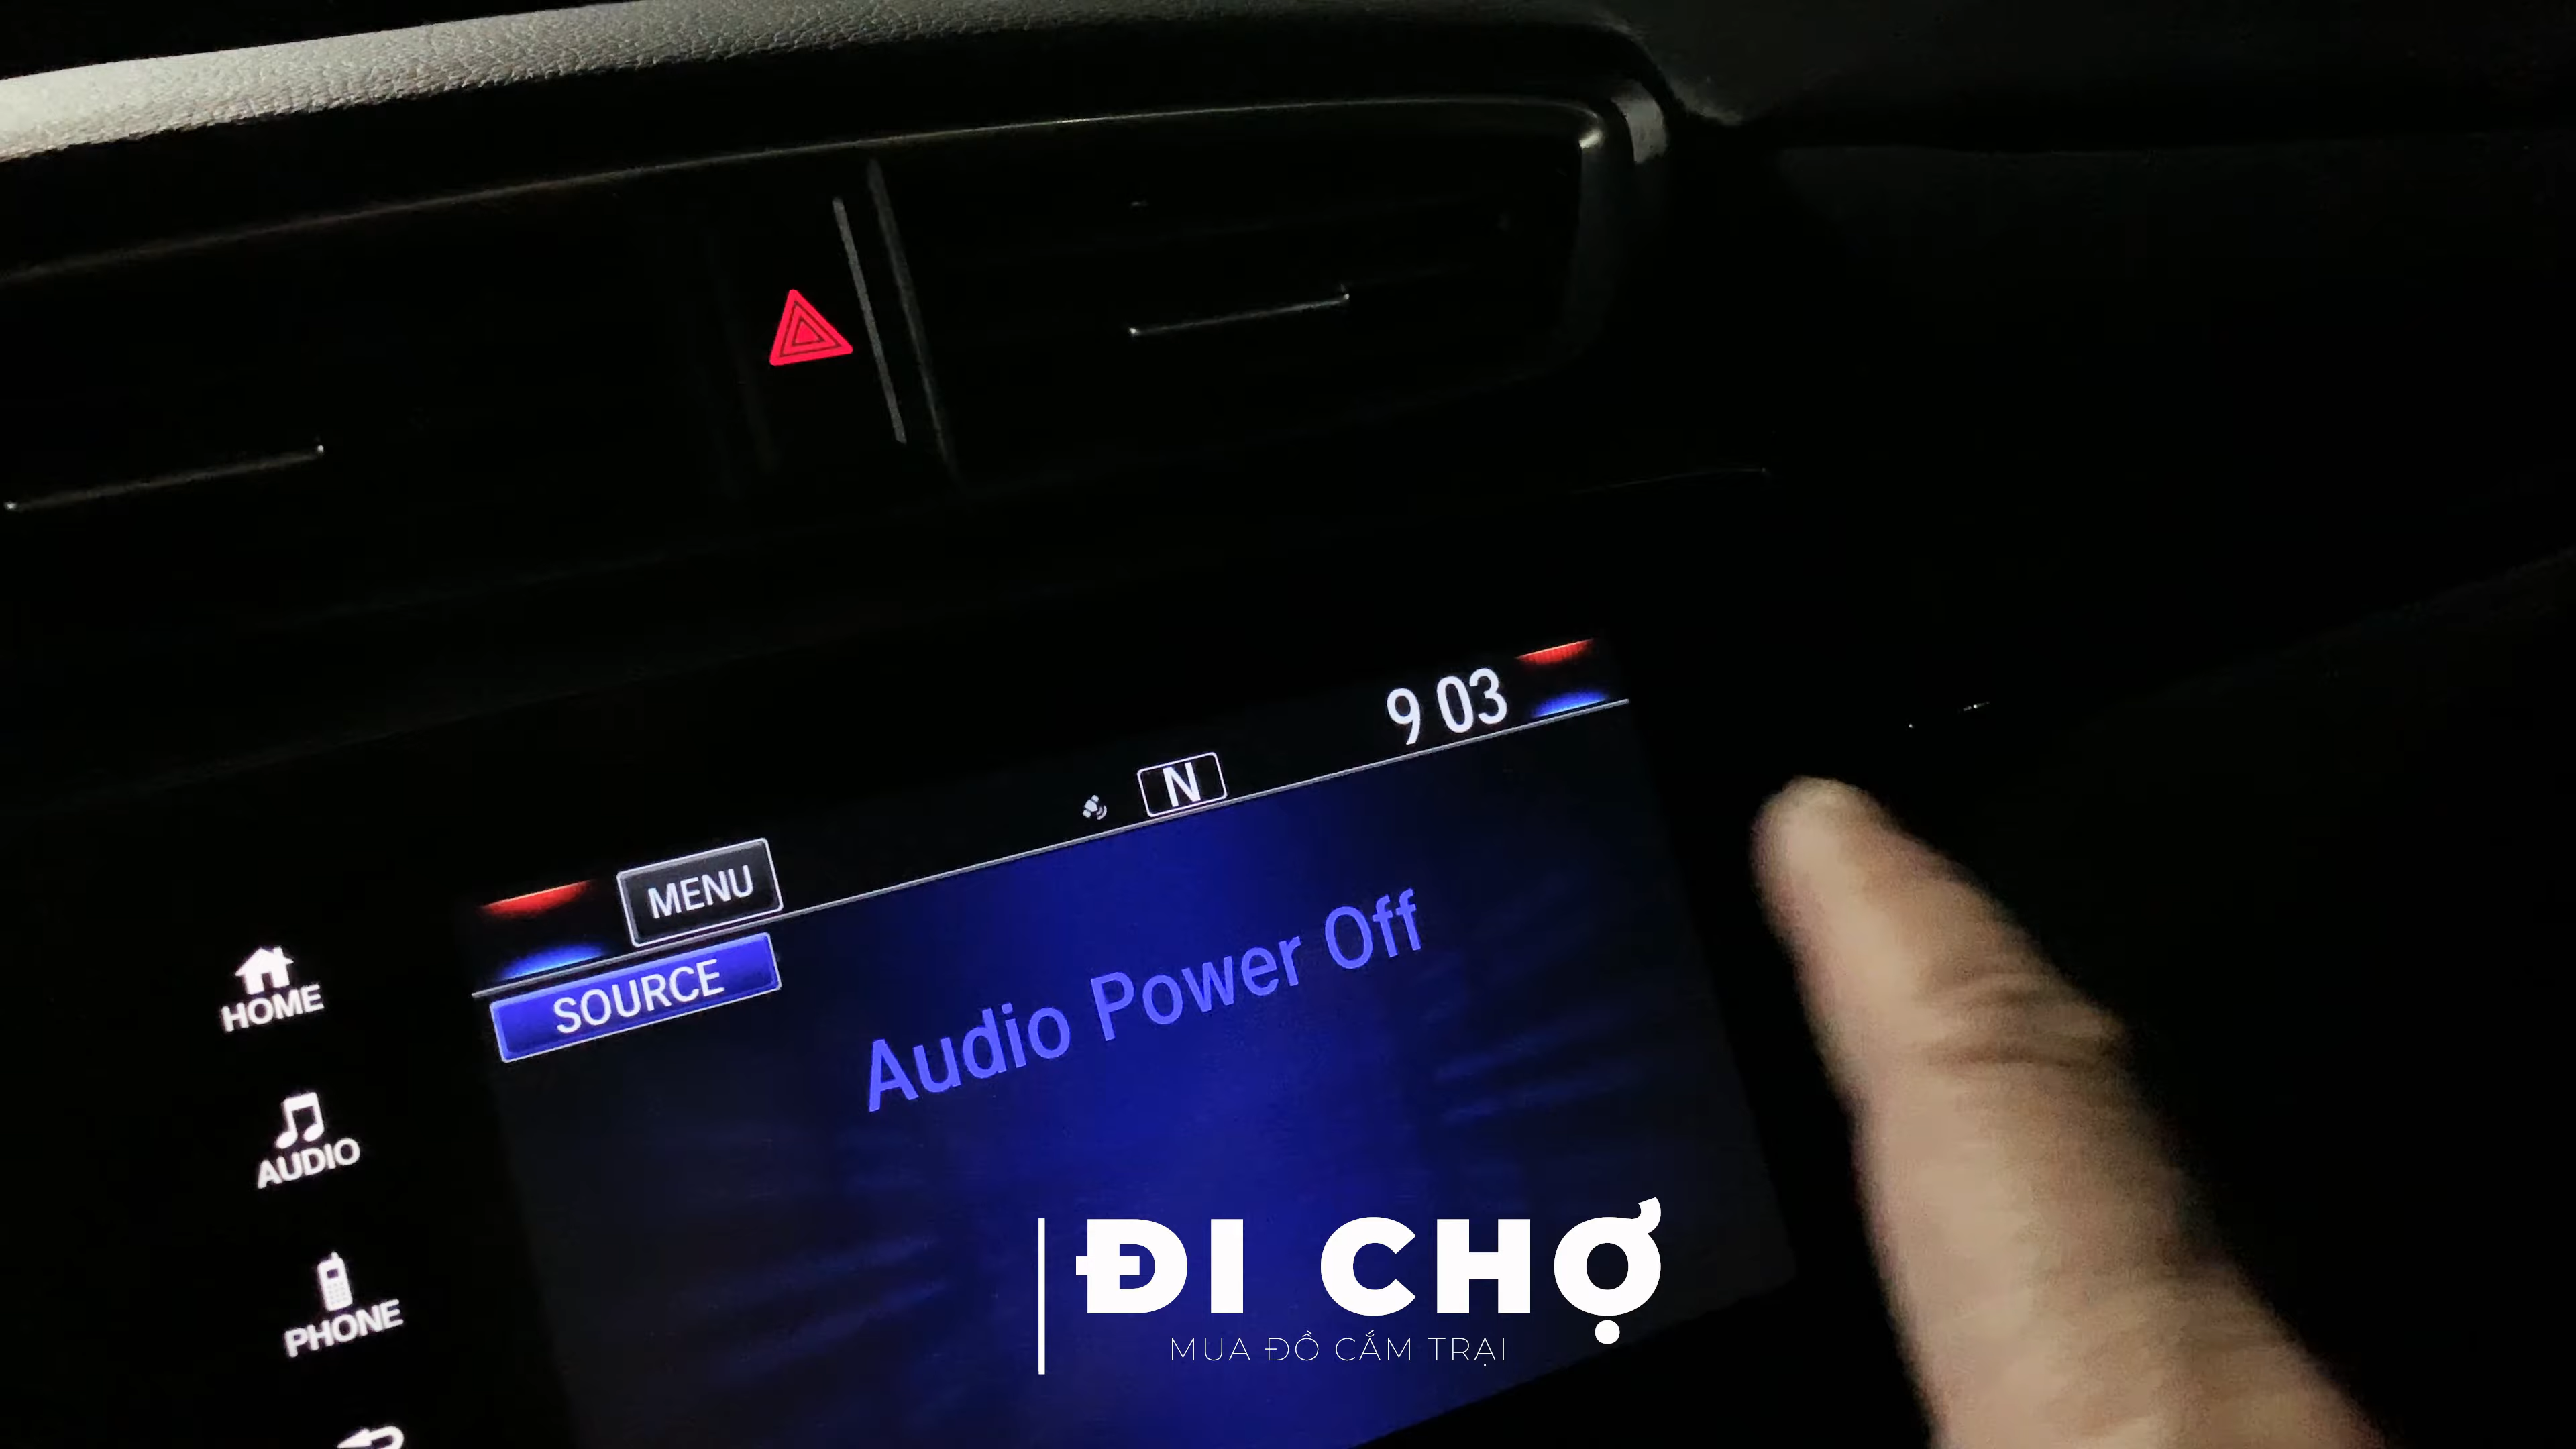 9 03
N
MENU
SOURCE
Audio Power Off
HOME
AUDIO
PHONE
ĐI CHỢ
MUA ĐỒ CẮM TRẠI